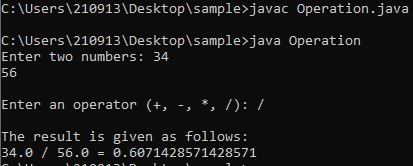 C:\Users\210913\Desktop\sample>javac Operation.java
C:\Users\210913\Desktop\sample>java Operation
Enter two numbers: 34
56
Enter an operator (+, -, *, /): /
The result is given as follows:
34.0 / 56.0 = 0.6071428571428571